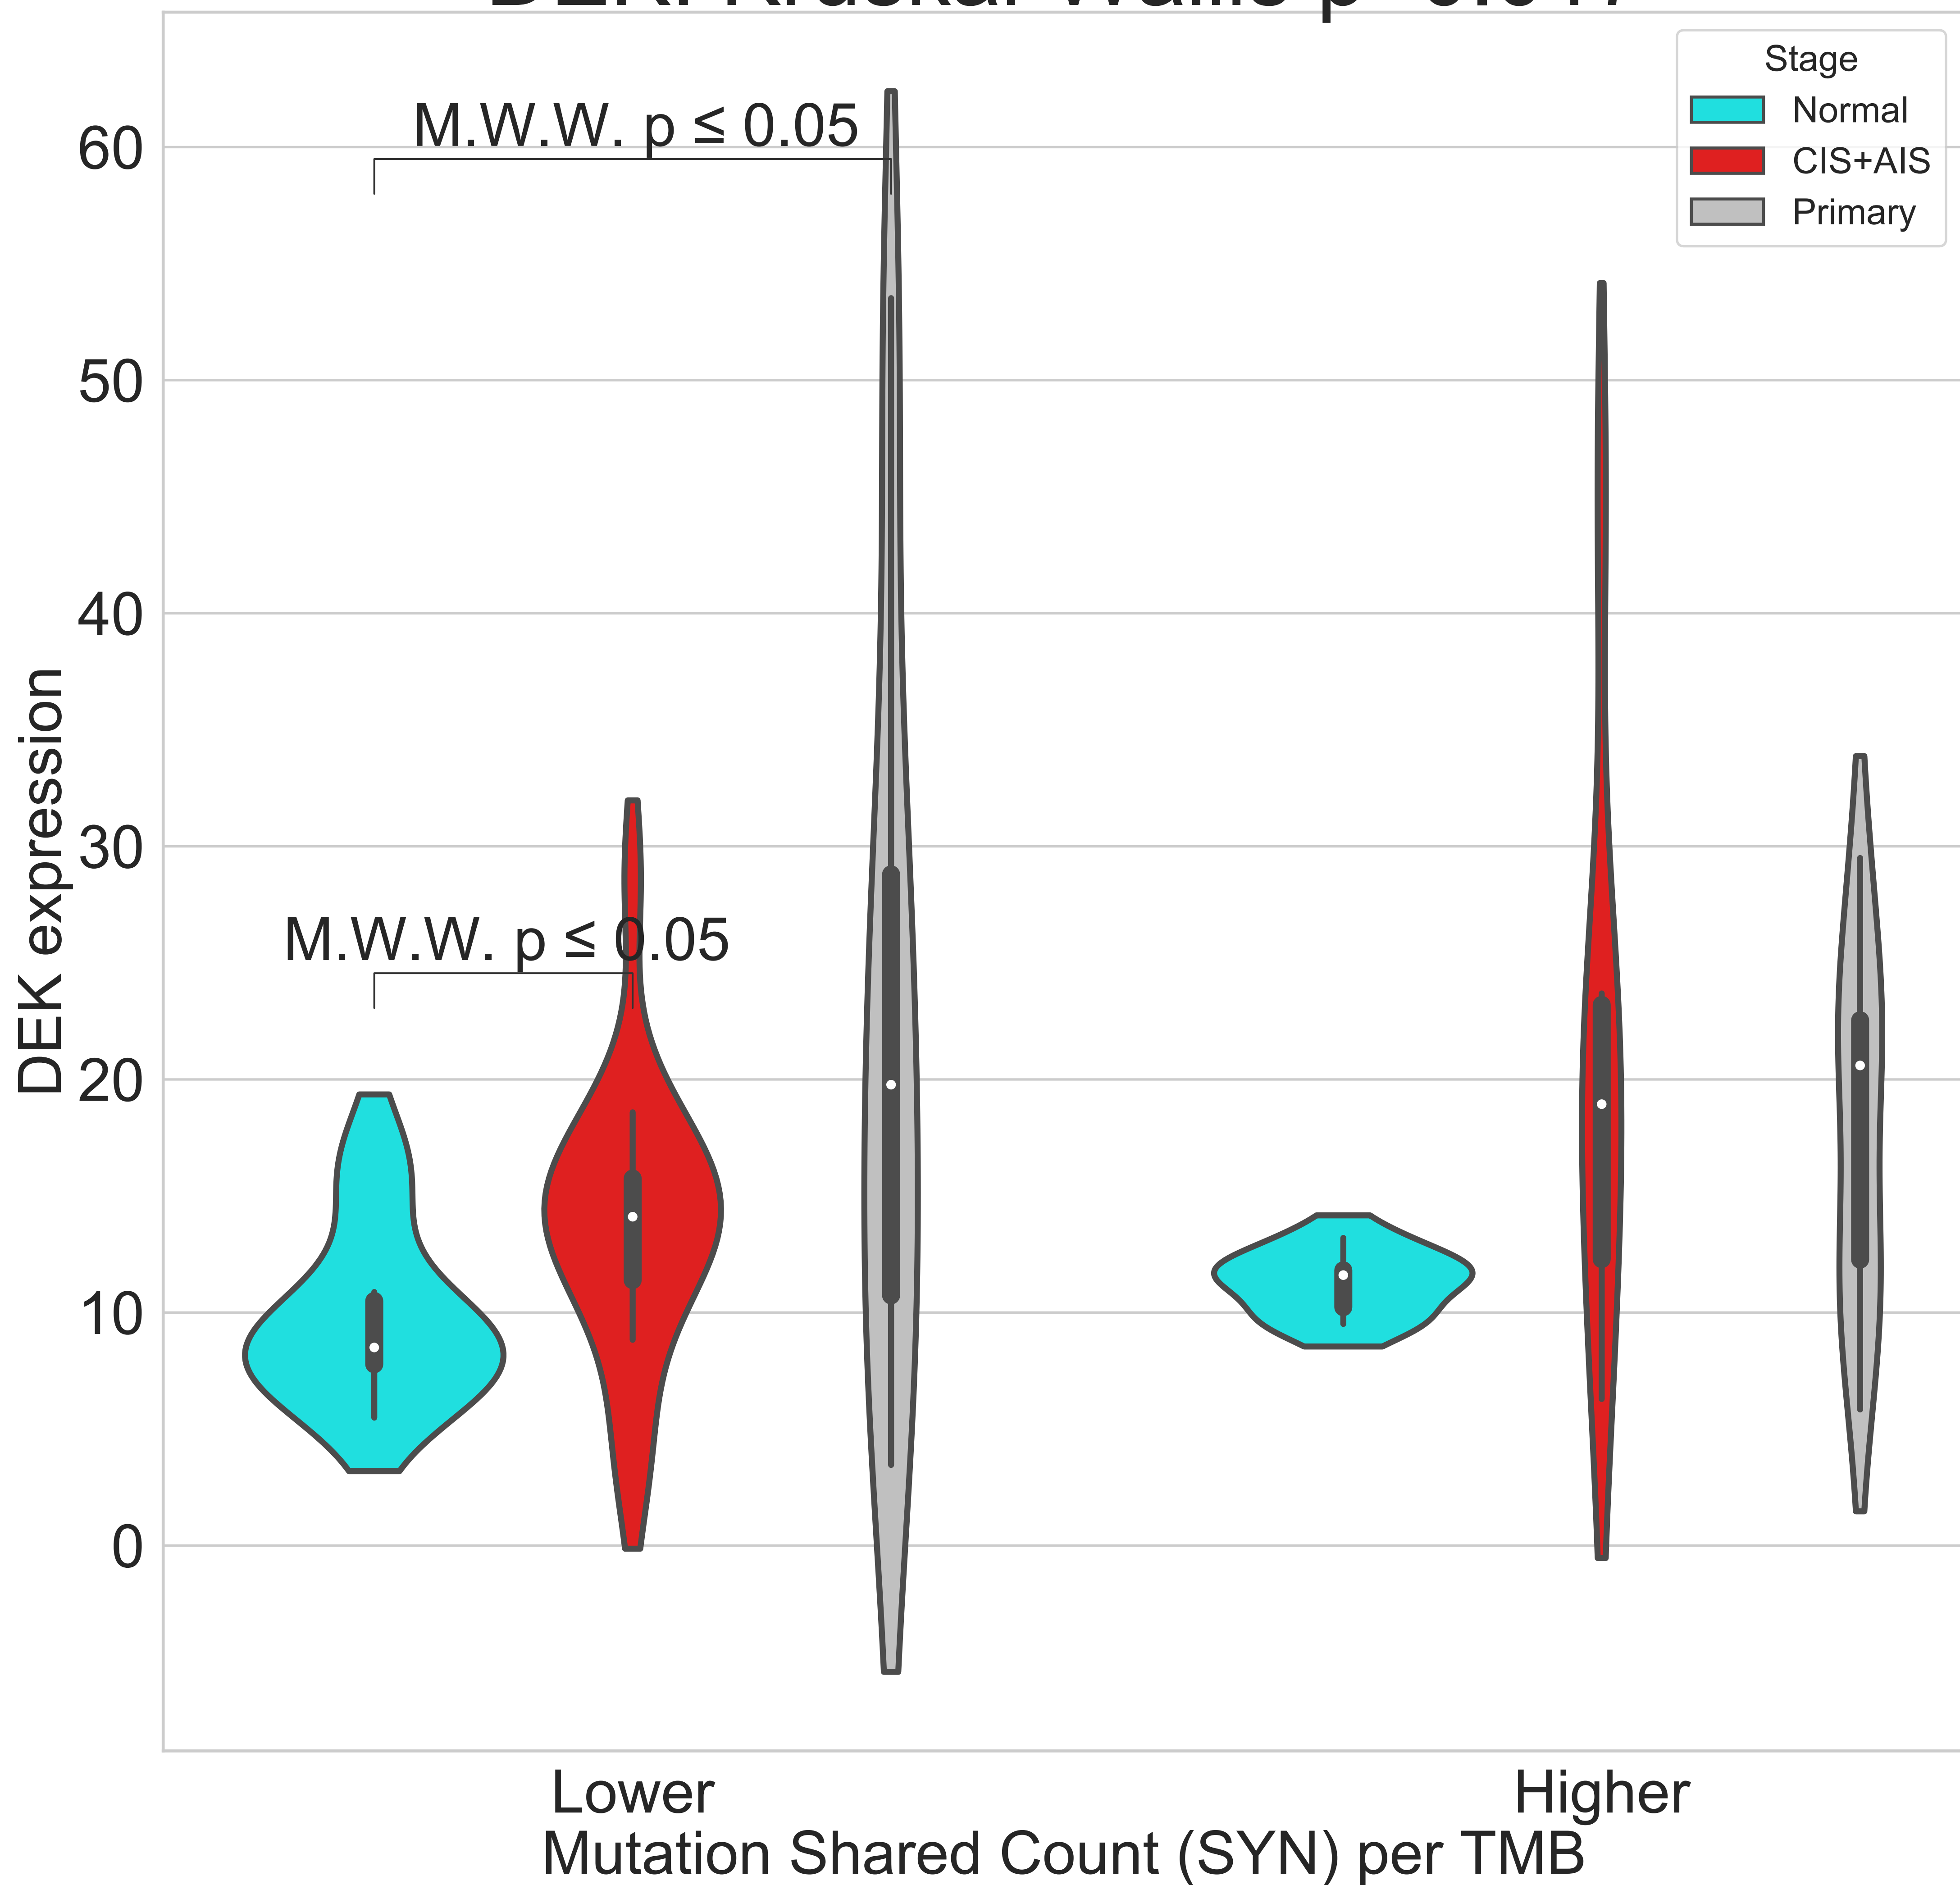 Stage
Normal
CIS+AIS
Primary
M.W.W. p ≤ 0.05
M.W.W. p ≤ 0.05
60
50
40
30
20
10
0
DEK expression
Lower
Higher
Mutation Shared Count (SYN) per TMB